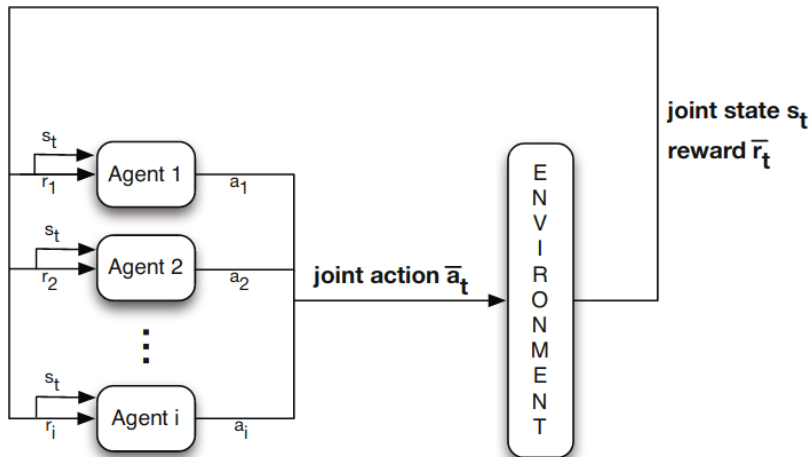 joint state s_t
reward r̅_t
s_t
r_1
Agent 1
a_1
s_t
r_2
Agent 2
a_2
joint action a̅_t
s_t
r_i
Agent i
a_i
ENVIRONMENT